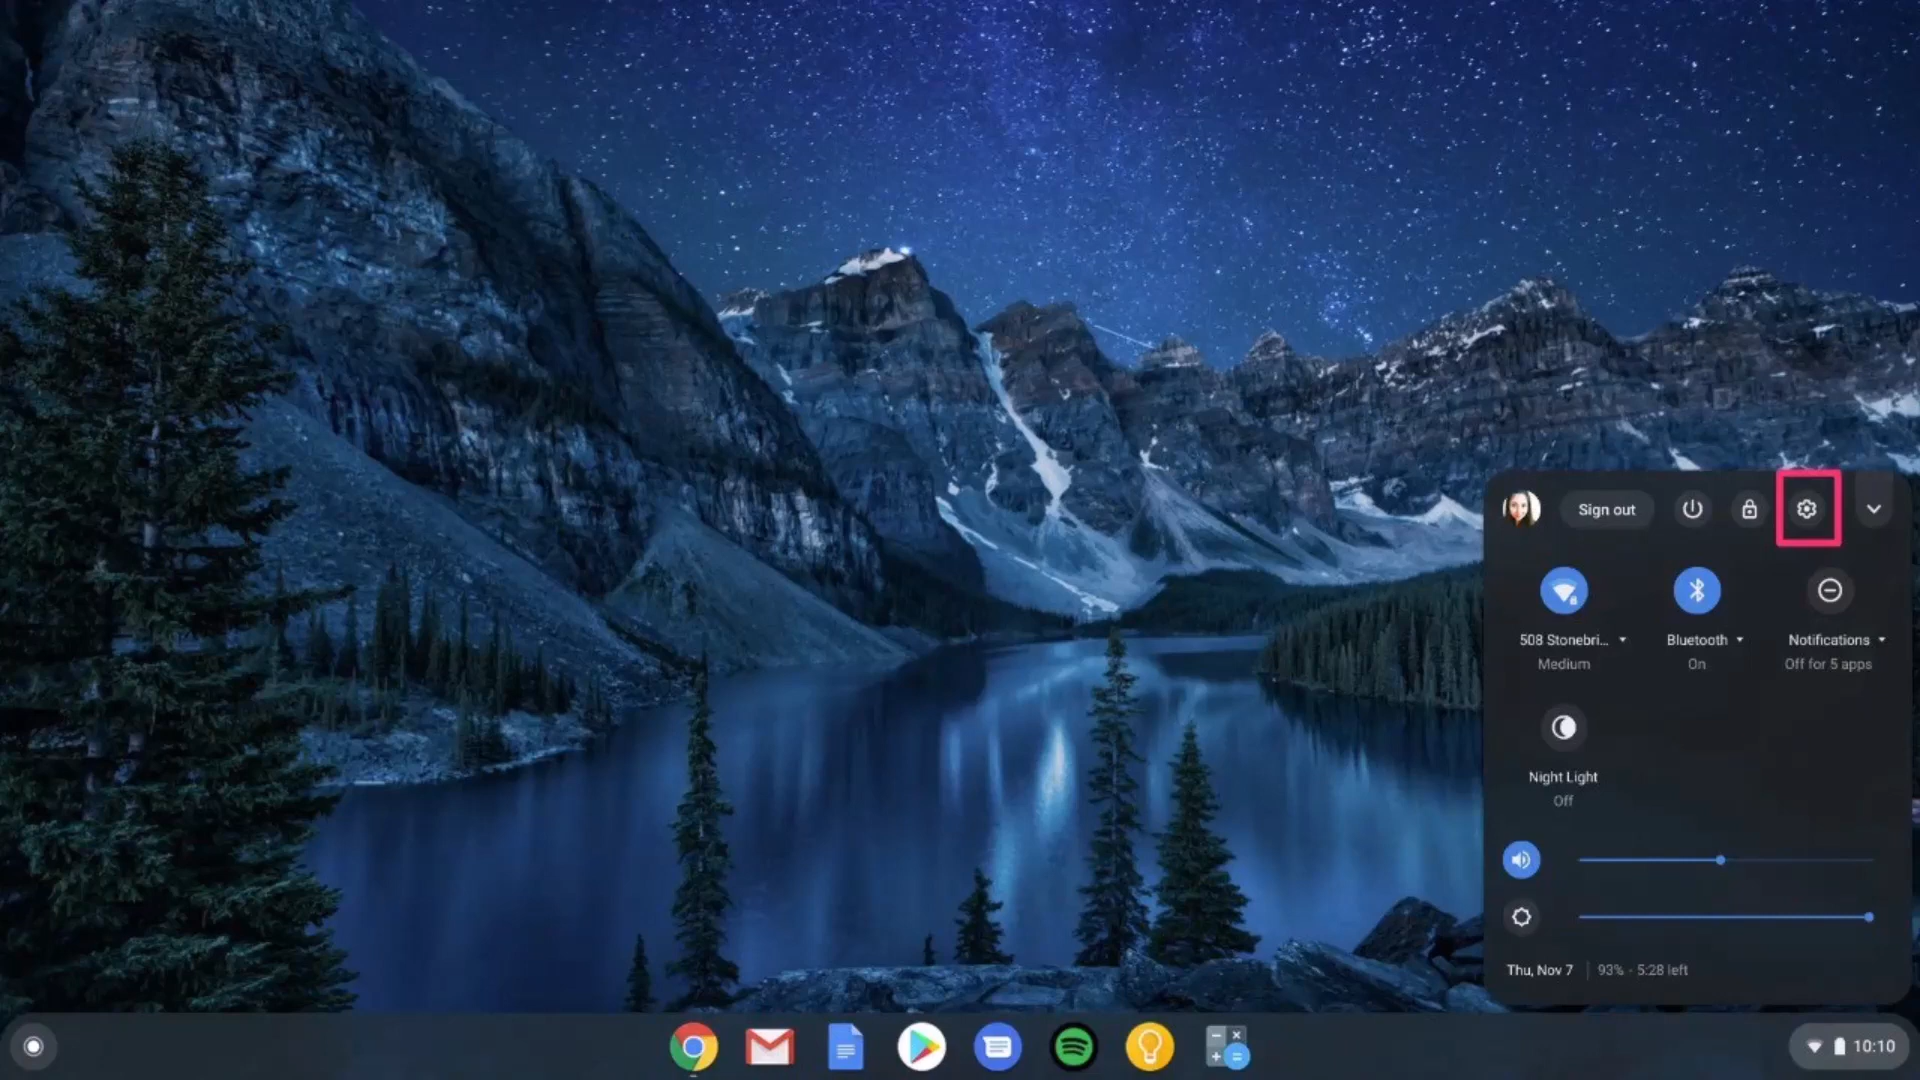 Sign out
508 Stonebri... Bluetooth Notifications
Medium On Off for 5 apps
Night Light
Off
Thu, Nov 7 93% - 5:28 left
10:10